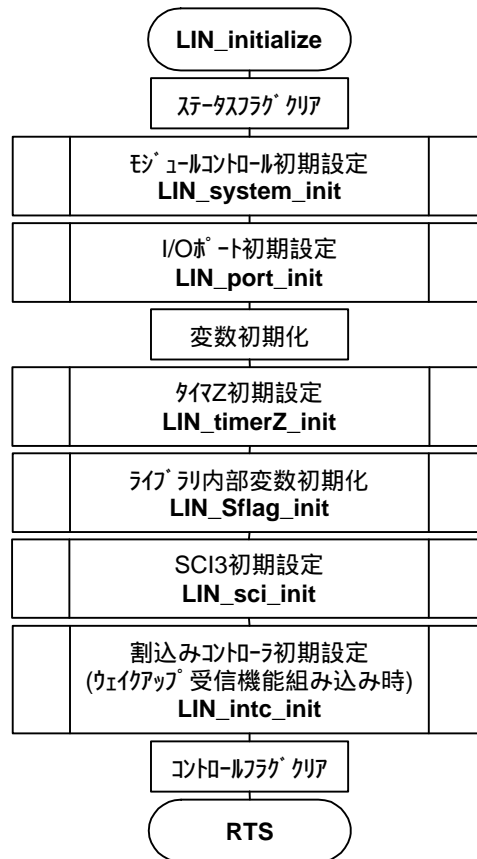 LIN_initialize
ｽﾃｰﾀｽﾌﾗｸﾞｸﾘｱ
ﾓｼﾞｭｰﾙｺﾝﾄﾛｰﾙ初期設定
LIN_system_init
I/Oﾎﾟｰﾄ初期設定
LIN_port_init
変数初期化
ﾀｲﾏZ初期設定
LIN_timerZ_init
ﾗｲﾌﾞﾗﾘ内部変数初期化
LIN_Sflag_init
SCI3初期設定
LIN_sci_init
割込みｺﾝﾄﾛｰﾗ初期設定
(ｳｪｲｸｱｯﾌﾟ受信機能組み込み時)
LIN_intc_init
ｺﾝﾄﾛｰﾙﾌﾗｸﾞｸﾘｱ
RTS